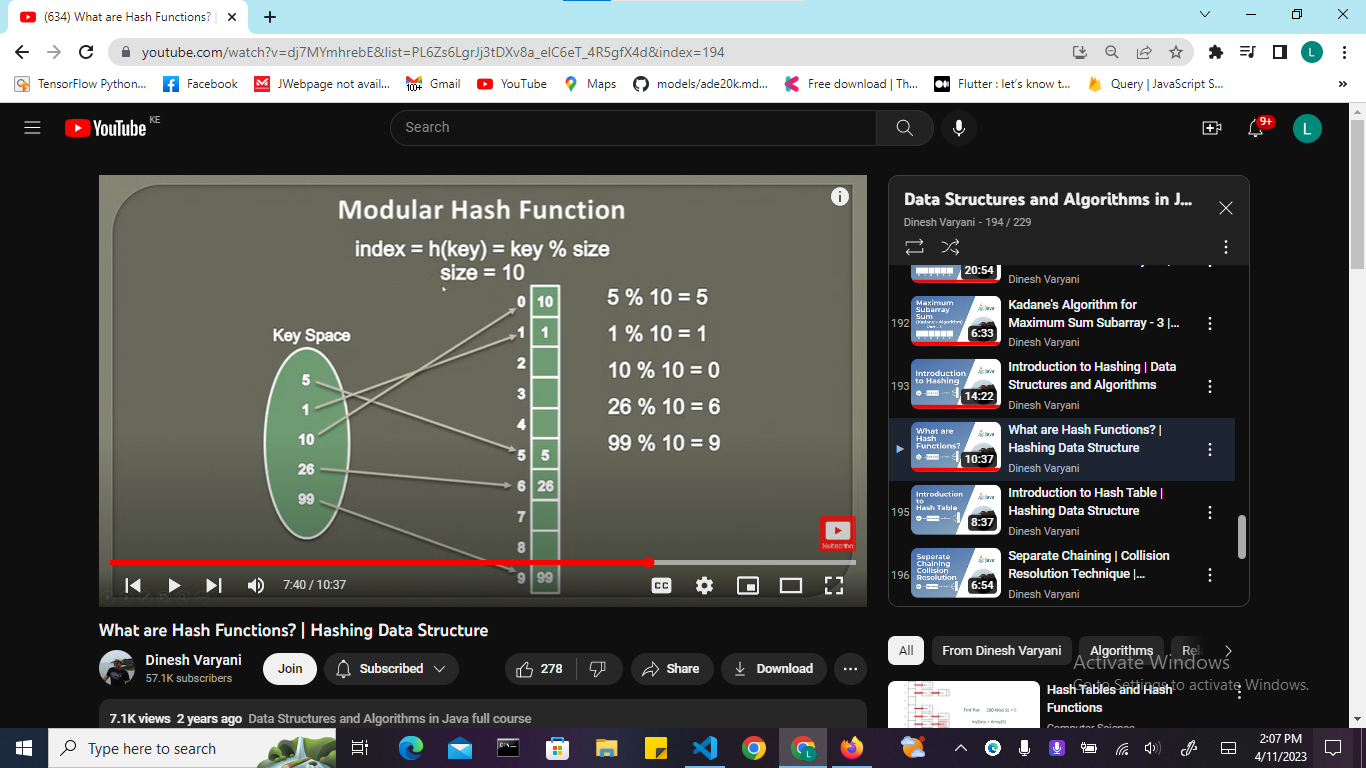 (634) What are Hash Functions? |
youtube.com/watch?v=dj7MYmhrebE&list=PL6Zs6LgrJj3tDXv8a_elC6eT_4R5gfX4d&index=194
L
TensorFlow Python...
Facebook
JWebpage not avail...
100+
Gmail
YouTube
Maps
models/ade20k.md...
Free download | Th...
Flutter : let's know t...
Query | JavaScript S...
YouTube KE
Search
9+
L
Modular Hash Function
index = h(key) = key % size
size = 10
Key Space
5
1
10
26
99
0 10
1 1
2
3
4
5 5
6 26
7
8
9 99
5 % 10 = 5
1 % 10 = 1
10 % 10 = 0
26 % 10 = 6
99 % 10 = 9
Subscribe
7:40 / 10:37
CC
Data Structures and Algorithms in J...
Dinesh Varyani - 194 / 229
20:54
Dinesh Varyani
192
Maximum
Subarray
Sum
6:33
Kadane's Algorithm for
Maximum Sum Subarray - 3 |...
Dinesh Varyani
193
Introduction
to Hashing
14:22
Introduction to Hashing | Data
Structures and Algorithms
Dinesh Varyani
What are
Hash
Functions?
10:37
What are Hash Functions? |
Hashing Data Structure
Dinesh Varyani
195
Introduction
to
Hash Table
8:37
Introduction to Hash Table |
Hashing Data Structure
Dinesh Varyani
196
Seperate
Chaining
Collision
Resolution
6:54
Separate Chaining | Collision
Resolution Technique |...
Dinesh Varyani
What are Hash Functions? | Hashing Data Structure
Dinesh Varyani
57.1K subscribers
Join
Subscribed
278
Share
Download
7.1K views 2 years ago Data Structures and Algorithms in Java full course
All
From Dinesh Varyani
Algorithms
Rel
Hash Tables and Hash
Functions
Computer Science
Activate Windows
Go to Settings to activate Windows.
Type here to search
2:07 PM
4/11/2023